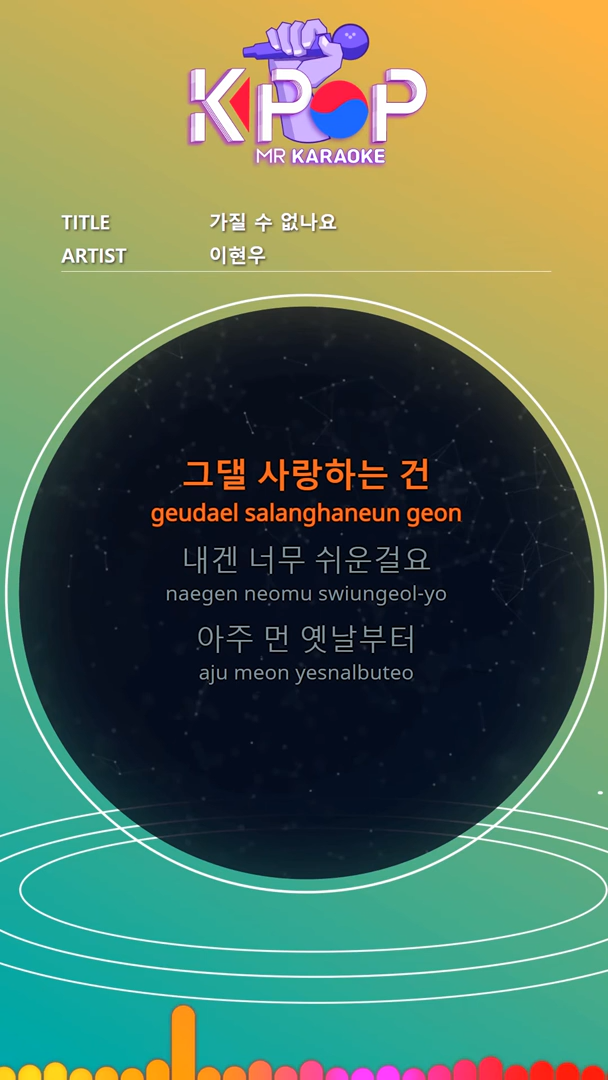 KPOP
MR KARAOKE
TITLE 가질 수 없나요
ARTIST 이현우
그댈 사랑하는 건
geudael salanghaneun geon
내겐 너무 쉬운걸요
naegen neomu swiungeol-yo
아주 먼 옛날부터
aju meon yesnalbuteo